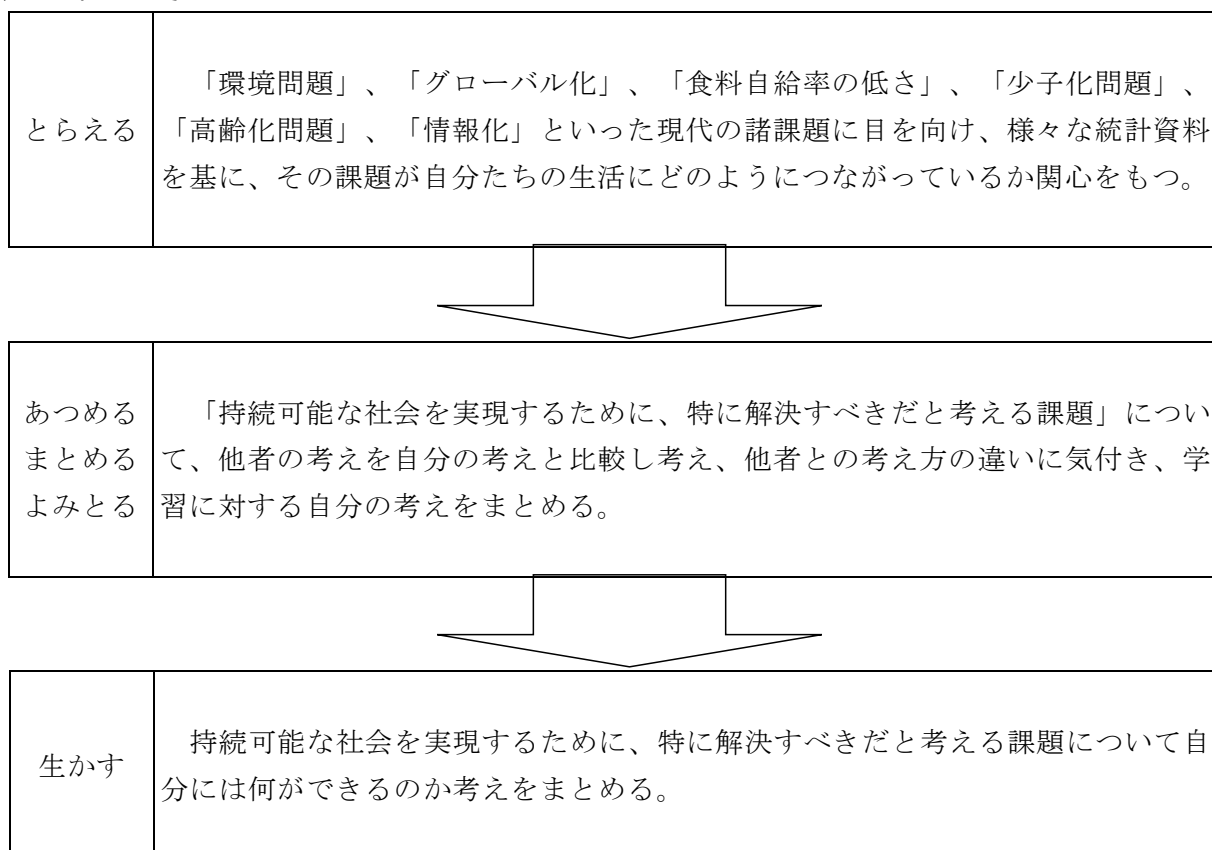 とらえる
「環境問題」、「グローバル化」、「食料自給率の低さ」、「少子化問題」、
「高齢化問題」、「情報化」といった現代の諸課題に目を向け、様々な統計資料
を基に、その課題が自分たちの生活にどのようにつながっているか関心をもつ。
あつめる
まとめる
よみとる
「持続可能な社会を実現するために、特に解決すべきだと考える課題」につい
て、他者の考えを自分の考えと比較し考え、他者との考え方の違いに気付き、学
習に対する自分の考えをまとめる。
生かす
持続可能な社会を実現するために、特に解決すべきだと考える課題について自
分には何ができるのか考えをまとめる。